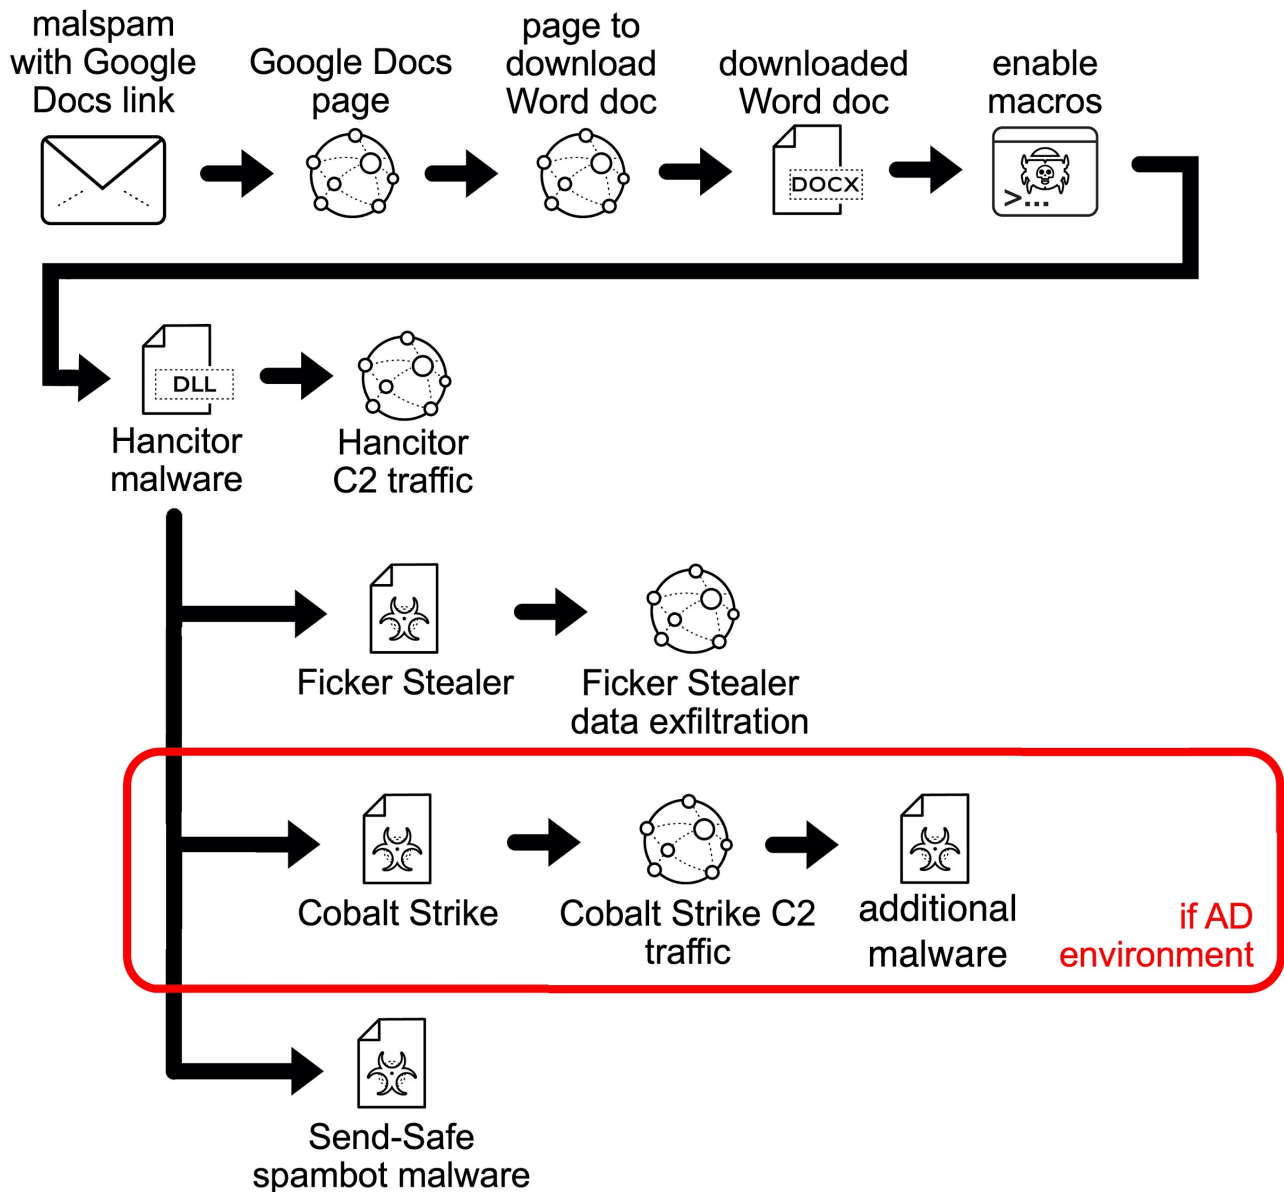 malspam
with Google
Docs link
Google Docs
page
page to
download
Word doc
downloaded
Word doc
enable
macros
DOCX
>...
DLL
Hancitor
malware
Hancitor
C2 traffic
Ficker Stealer
Ficker Stealer
data exfiltration
Cobalt Strike
Cobalt Strike C2
traffic
additional
malware
if AD
environment
Send-Safe
spambot malware